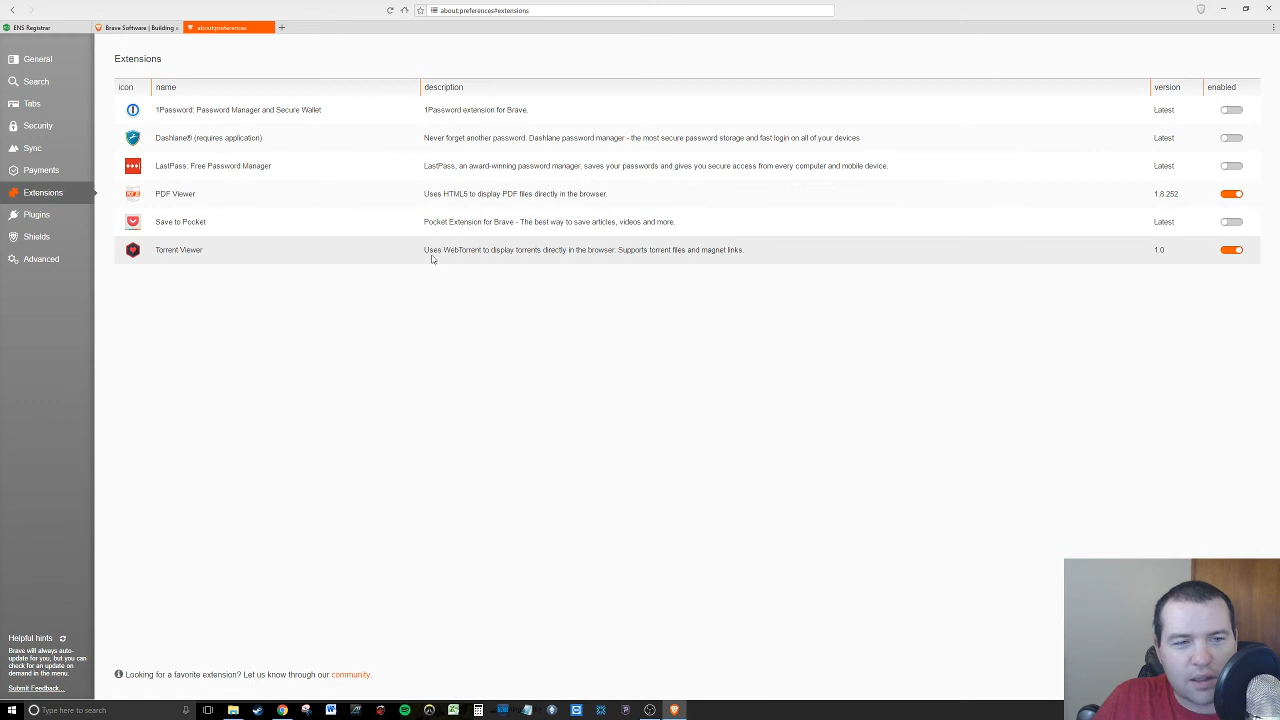 about:preferences#extensions
ENS Registrar
Brave Software | Building
about:preferences
General
Search
Tabs
Security
Sync
Payments
Extensions
Plugins
Shields
Advanced
Extensions
icon name description version enabled
1Password: Password Manager and Secure Wallet 1Password extension for Brave. Latest
Dashlane® (requires application) Never forget another password. Dashlane password manager - the most secure password storage and fast login on all of your devices Latest
LastPass: Free Password Manager LastPass, an award-winning password manager, saves your passwords and gives you secure access from every computer and mobile device. Latest
PDF Viewer Uses HTML5 to display PDF files directly in the browser. 1.8.252
Save to Pocket Pocket Extension for Brave - The best way to save articles, videos and more. Latest
Torrent Viewer Uses WebTorrent to display torrents directly in the browser. Supports torrent files and magnet links. 1.0
Helpful hints
Brave will always auto-
update for you, but you can
check for an update on
demand in the menu.
Submit Feedback...
Looking for a favorite extension? Let us know through our community.
Type here to search